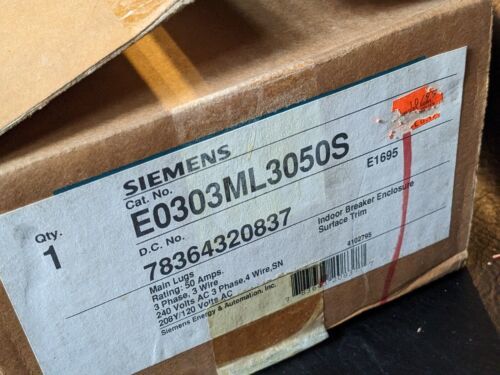 SIEMENS
Cat. No.
E0303ML3050S
E1695
Qty.
1
D.C. No.
78364320837
Indoor Breaker Enclosure
Surface Trim
4102795
Main Lugs
Rating: 50 Amps.
3 Phase, 3 Wire
240 Volts AC 3 Phase,4 Wire,SN
208Y/120 Volts AC
Siemens Energy & Automation, Inc.